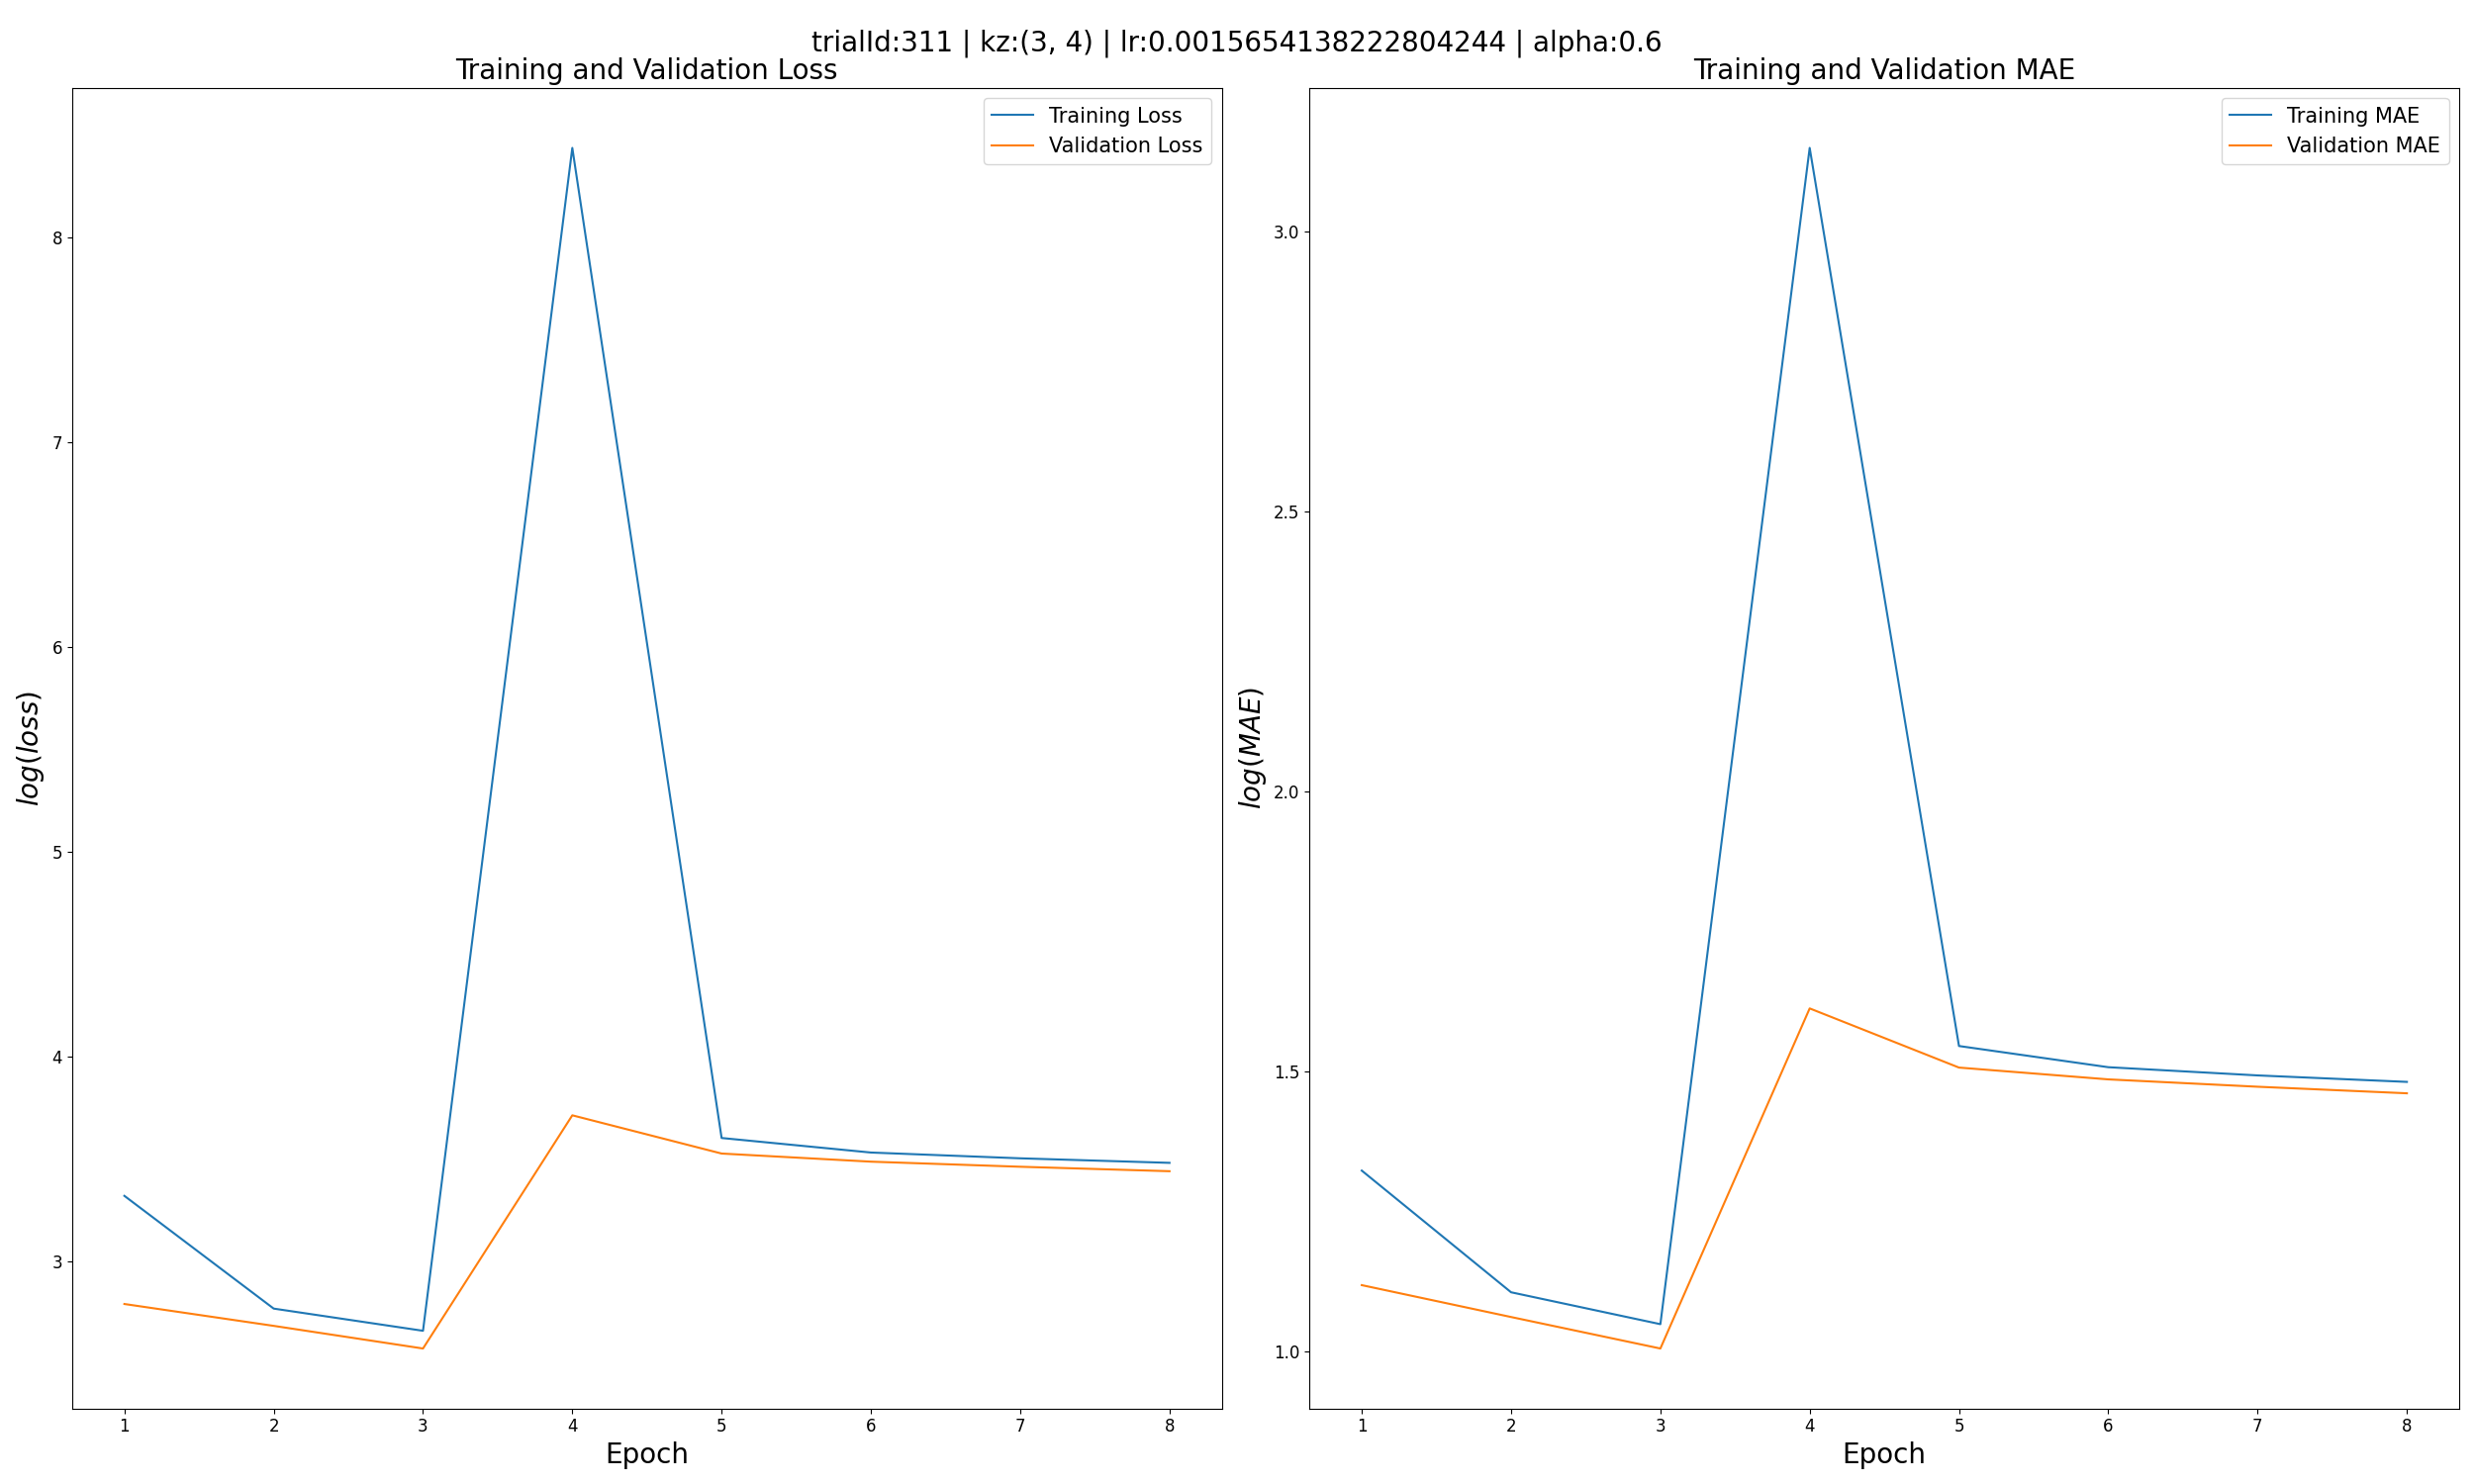 trialId:311 | kz:(3, 4) | lr:0.0015654138222804244 | alpha:0.6
Training and Validation Loss
Training Loss
Validation Loss
8
7
6
5
4
3
log(loss)
1 2 3 4 5 6 7 8
Epoch
Training and Validation MAE
Training MAE
Validation MAE
3.0
2.5
2.0
1.5
1.0
log(MAE)
1 2 3 4 5 6 7 8
Epoch